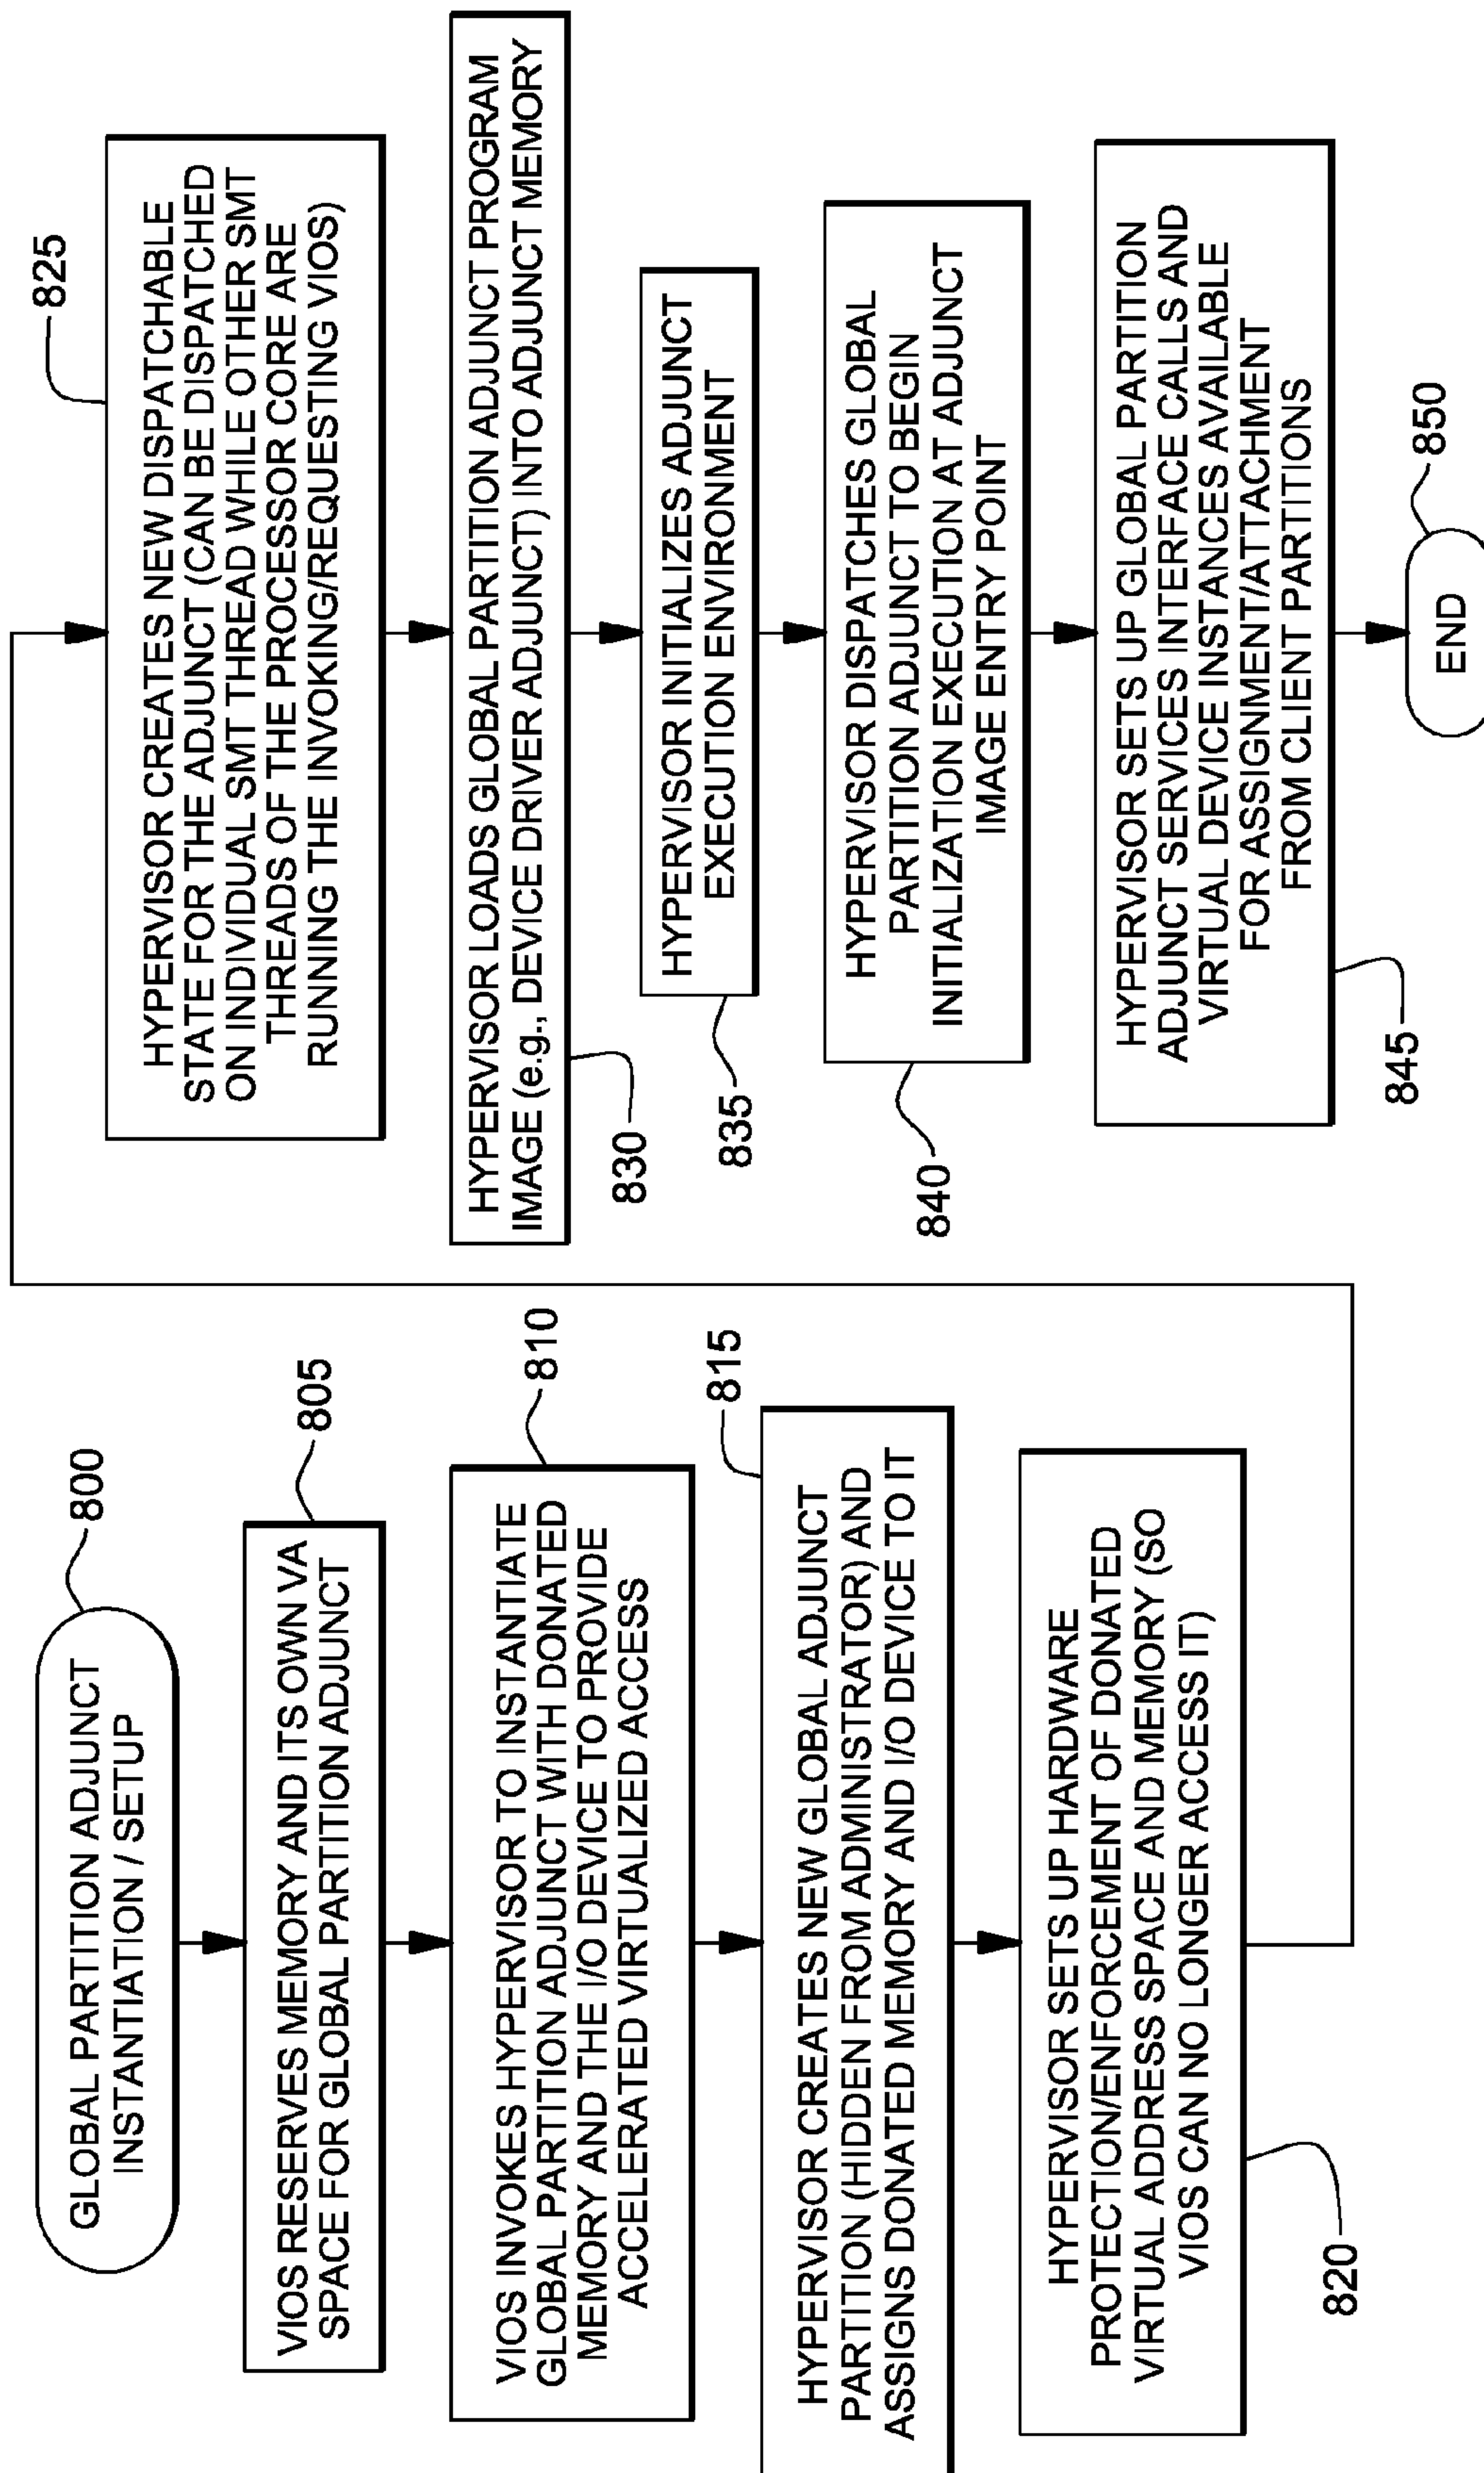 GLOBAL PARTITION ADJUNCT
INSTANTIATION / SETUP
800
VIOS RESERVES MEMORY AND ITS OWN VA
SPACE FOR GLOBAL PARTITION ADJUNCT
805
VIOS INVOKES HYPERVISOR TO INSTANTIATE
GLOBAL PARTITION ADJUNCT WITH DONATED
MEMORY AND THE I/O DEVICE TO PROVIDE
ACCELERATED VIRTUALIZED ACCESS
810
HYPERVISOR CREATES NEW GLOBAL ADJUNCT
PARTITION (HIDDEN FROM ADMINISTRATOR) AND
ASSIGNS DONATED MEMORY AND I/O DEVICE TO IT
815
HYPERVISOR SETS UP HARDWARE
PROTECTION/ENFORCEMENT OF DONATED
VIRTUAL ADDRESS SPACE AND MEMORY (SO
VIOS CAN NO LONGER ACCESS IT)
820
HYPERVISOR CREATES NEW DISPATCHABLE
STATE FOR THE ADJUNCT (CAN BE DISPATCHED
ON INDIVIDUAL SMT THREAD WHILE OTHER SMT
THREADS OF THE PROCESSOR CORE ARE
RUNNING THE INVOKING/REQUESTING VIOS)
825
HYPERVISOR LOADS GLOBAL PARTITION ADJUNCT PROGRAM
IMAGE (e.g., DEVICE DRIVER ADJUNCT) INTO ADJUNCT MEMORY
830
HYPERVISOR INITIALIZES ADJUNCT
EXECUTION ENVIRONMENT
835
HYPERVISOR DISPATCHES GLOBAL
PARTITION ADJUNCT TO BEGIN
INITIALIZATION EXECUTION AT ADJUNCT
IMAGE ENTRY POINT
840
HYPERVISOR SETS UP GLOBAL PARTITION
ADJUNCT SERVICES INTERFACE CALLS AND
VIRTUAL DEVICE INSTANCES AVAILABLE
FOR ASSIGNMENT/ATTACHMENT
FROM CLIENT PARTITIONS
845
END
850